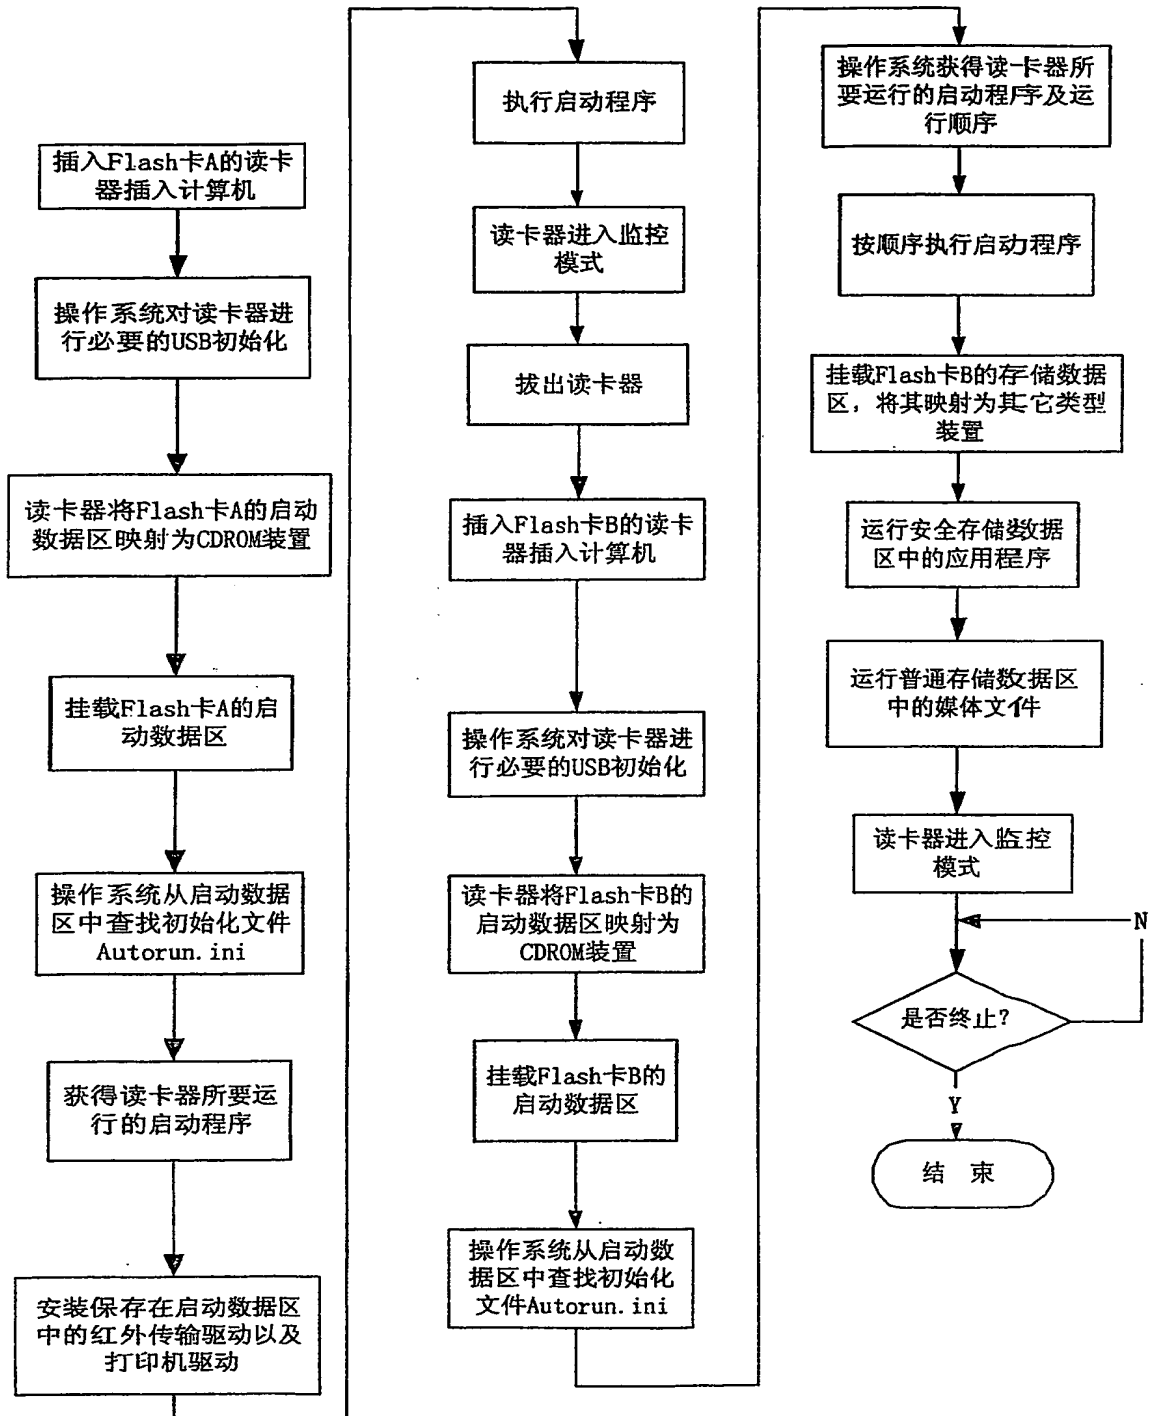 插入Flash卡A的读卡
器插入计算机
操作系统对读卡器进
行必要的USB初始化
读卡器将Flash卡A的启动
数据区映射为CDROM装置
挂载Flash卡A的启
动数据区
操作系统从启动数据
区中查找初始化文件
Autorun.ini
获得读卡器所要运
行的启动程序
安装保存在启动数据区
中的红外传输驱动以及
打印机驱动
执行启动程序
读卡器进入监控
模式
拔出读卡器
插入Flash卡B的读卡
器插入计算机
操作系统对读卡器进
行必要的USB初始化
读卡器将Flash卡B的
启动数据区映射为
CDROM装置
挂载Flash卡B的
启动数据区
操作系统从启动数
据区中查找初始化
文件Autorun.ini
操作系统获得读卡器所
要运行的启动程序及运
行顺序
按顺序执行启动程序
挂载Flash卡B的存储数据
区，将其映射为其它类型
装置
运行安全存储数据
区中的应用程序
运行普通存储数据区
中的媒体文件
读卡器进入监控
模式
N
是否终止？
Y
结 束